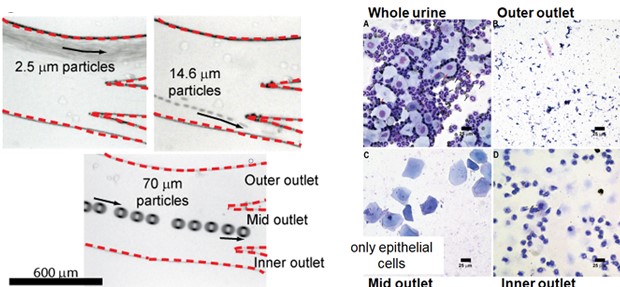 2.5 μm particles
14.6 μm
particles
70 μm
particles
Outer outlet
Mid outlet
Inner outlet
600 μm
Whole urine
Outer outlet
A
B
C
D
25 μm
25 μm
only epithelial
cells
Mid outlet
Inner outlet